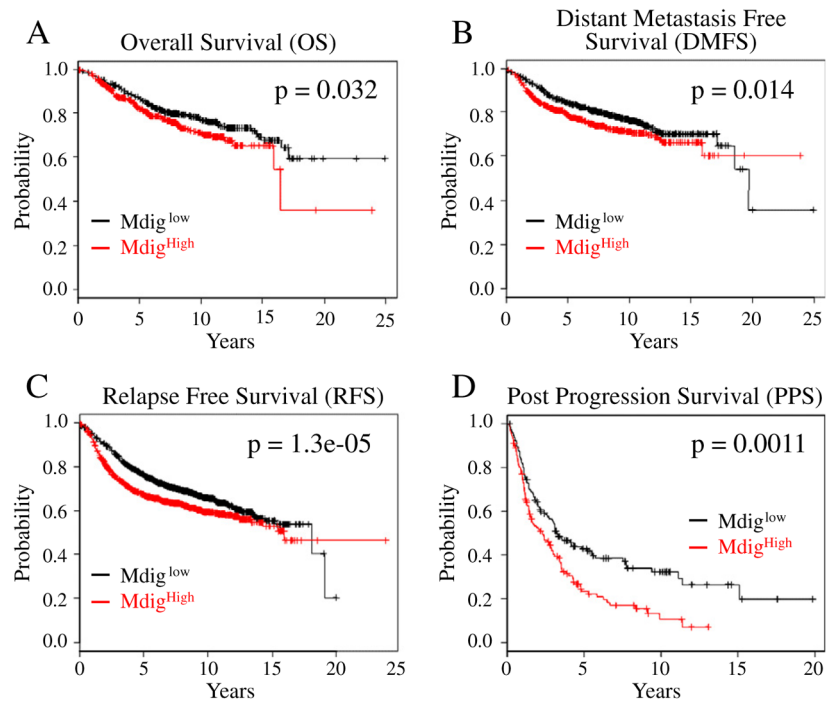 A
Overall Survival (OS)
p = 0.032
Probability
1.0
0.8
0.6
0.4
0.2
0.0
Mdig low
Mdig High
0 5 10 15 20 25
Years
B
Distant Metastasis Free
Survival (DMFS)
p = 0.014
Probability
1.0
0.8
0.6
0.4
0.2
0.0
Mdig low
Mdig High
0 5 10 15 20 25
Years
C
Relapse Free Survival (RFS)
p = 1.3e-05
Probability
1.0
0.8
0.6
0.4
0.2
0.0
Mdig low
Mdig High
0 5 10 15 20 25
Years
D
Post Progression Survival (PPS)
p = 0.0011
Probability
1.0
0.8
0.6
0.4
0.2
0.0
Mdig low
Mdig High
0 5 10 15 20
Years